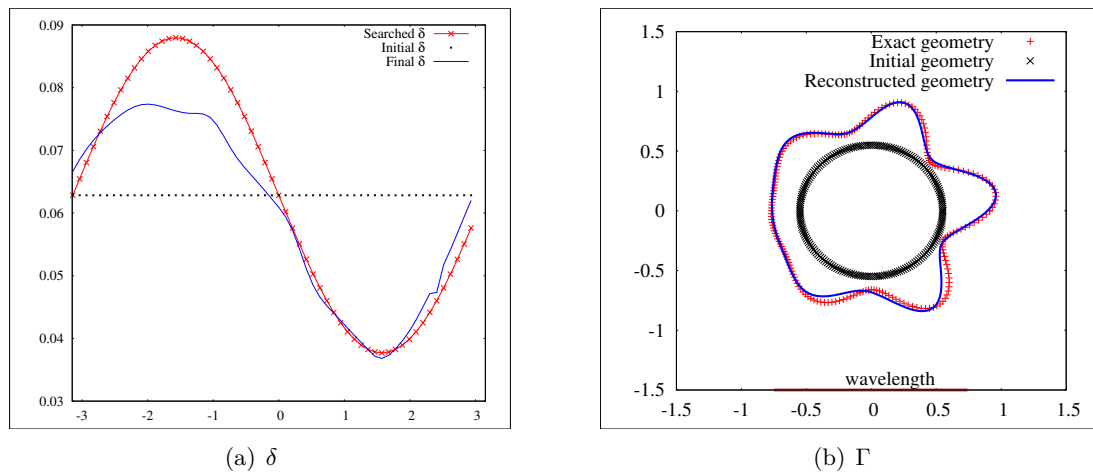 0.09
0.08
0.07
0.06
0.05
0.04
0.03
-3 -2 -1 0 1 2 3
Searched δ
Initial δ
Final δ
(a) δ
1.5
1
0.5
0
-0.5
-1
-1.5
-1.5 -1 -0.5 0 0.5 1 1.5
Exact geometry
Initial geometry
Reconstructed geometry
wavelength
(b) Γ